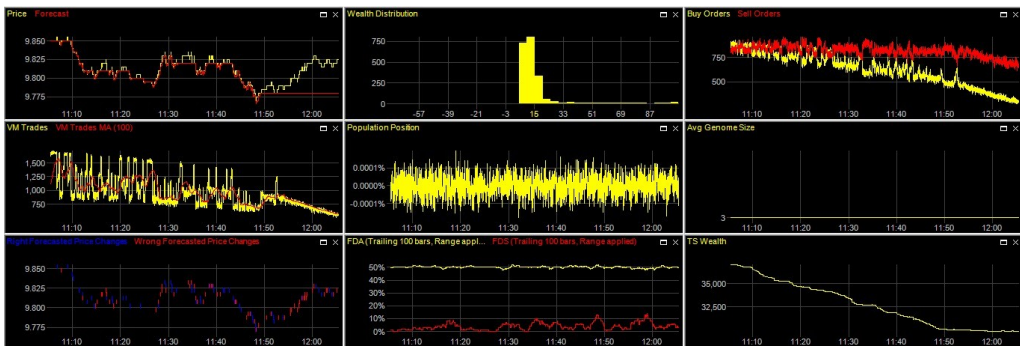 Price Forecast
9.850
9.825
9.800
9.775
11:10 11:20 11:30 11:40 11:50 12:00
Wealth Distribution
750
500
250
0
-57 -39 -21 -3 15 33 51 69 87
Buy Orders Sell Orders
750
500
11:10 11:20 11:30 11:40 11:50 12:00
VM Trades VM Trades MA (100)
1,500
1,250
1,000
750
11:10 11:20 11:30 11:40 11:50 12:00
Population Position
0.0001%
0.0000%
-0.0001%
11:10 11:20 11:30 11:40 11:50 12:00
Avg Genome Size
3
11:10 11:20 11:30 11:40 11:50 12:00
Right Forecasted Price Changes Wrong Forecasted Price Changes
9.850
9.825
9.800
9.775
11:10 11:20 11:30 11:40 11:50 12:00
FDA (Trailing 100 bars, Range appl... FDS (Trailing 100 bars, Range applied)
50%
40%
30%
20%
10%
0%
11:10 11:20 11:30 11:40 11:50 12:00
TS Wealth
35,000
32,500
11:10 11:20 11:30 11:40 11:50 12:00